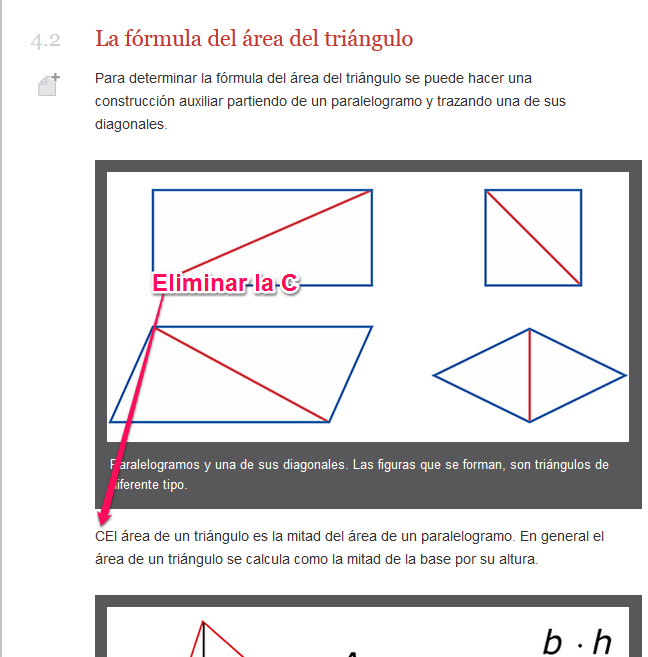 4.2 La fórmula del área del triángulo
Para determinar la fórmula del área del triángulo se puede hacer una
construcción auxiliar partiendo de un paralelogramo y trazando una de sus
diagonales.
Eliminar la C
Paralelogramos y una de sus diagonales. Las figuras que se forman, son triángulos de
diferente tipo.
CEl área de un triángulo es la mitad del área de un paralelogramo. En general el
área de un triángulo se calcula como la mitad de la base por su altura.
b · h